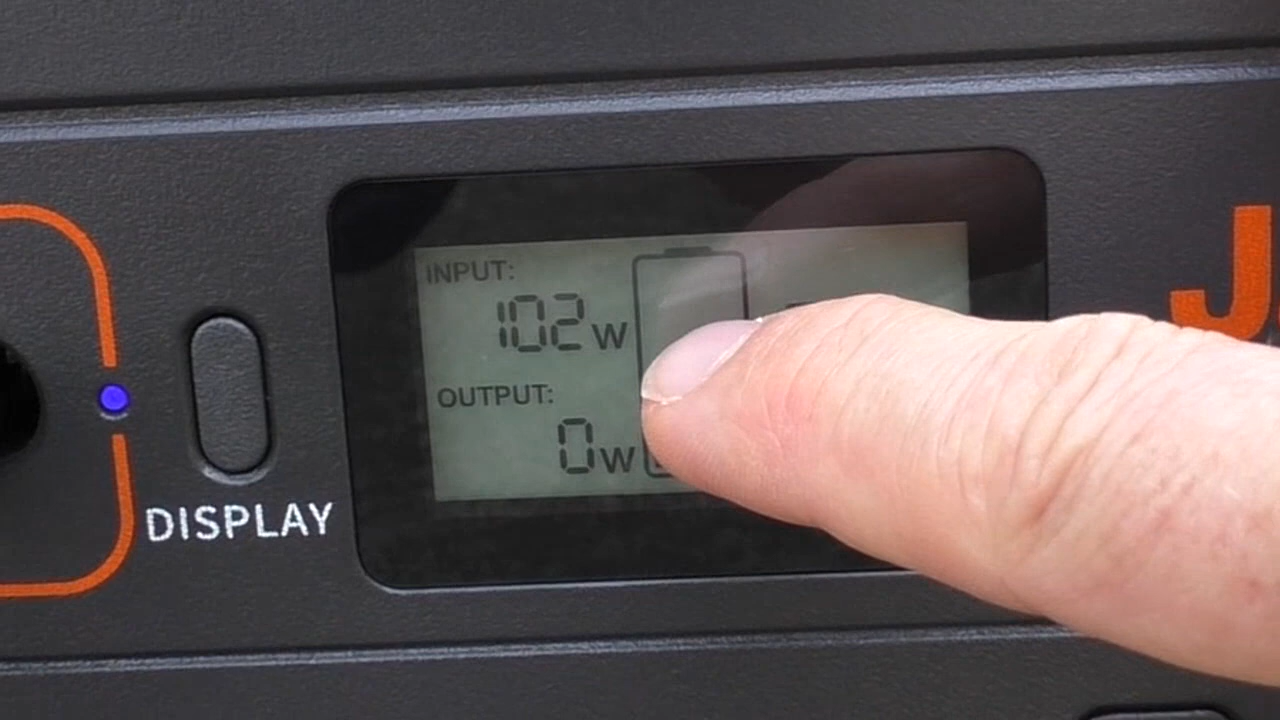 INPUT:
102 W
OUTPUT:
0 W
DISPLAY
J